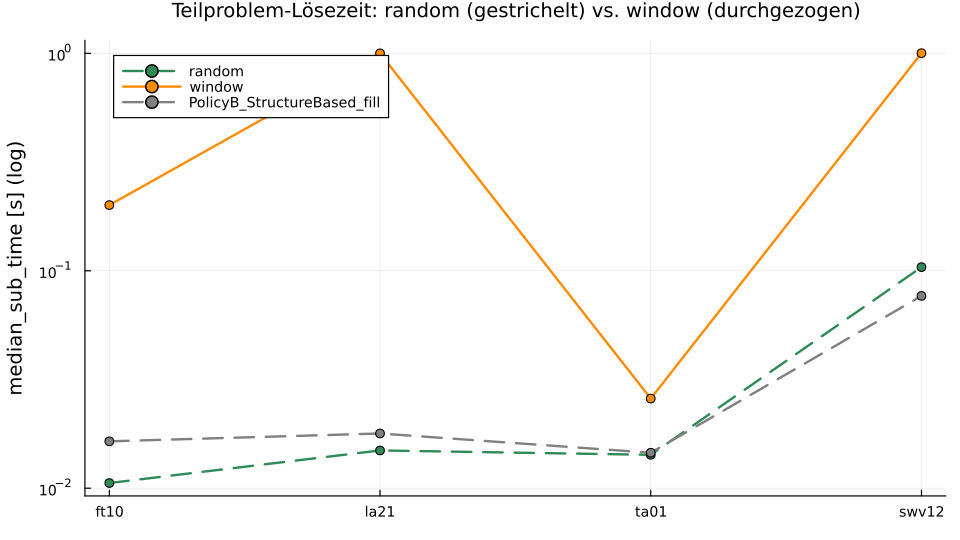 Teilproblem-Lösezeit: random (gestrichelt) vs. window (durchgezogen)
median_sub_time [s] (log)
10⁰
10⁻¹
10⁻²
random
window
PolicyB_StructureBased_fill
ft10
la21
ta01
swv12